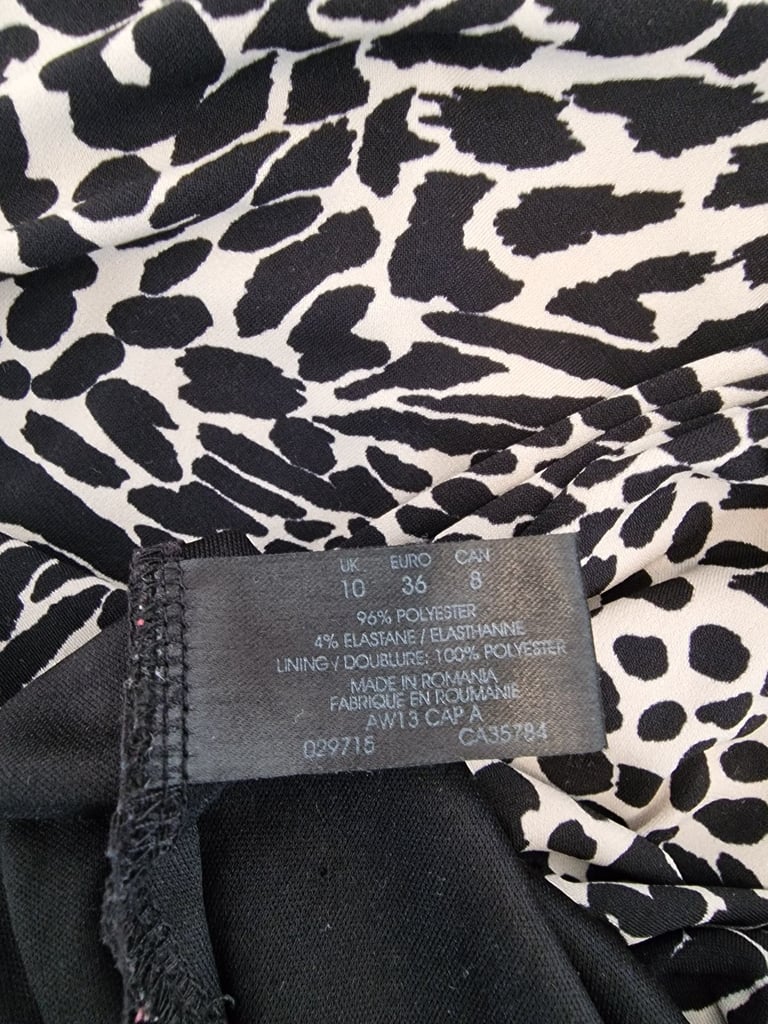 UK EURO CAN
10 36 8
96% POLYESTER
4% ELASTANE / ELASTHANNE
LINING / DOUBLURE: 100% POLYESTER
MADE IN ROMANIA
FABRIQUE EN ROUMANIE
AW13 CAP A
029715 CA35784